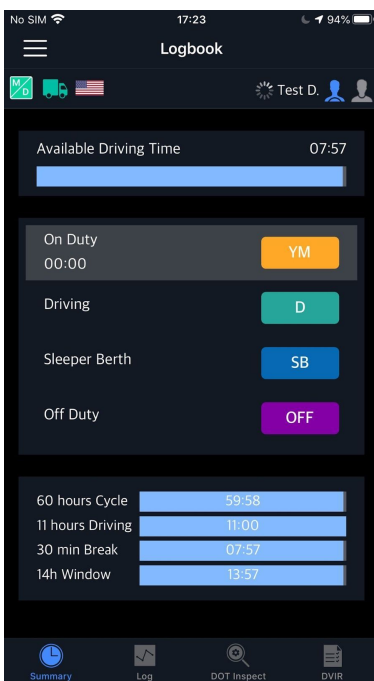 No SIM 17:23 94%
Logbook
M/D Test D.
Available Driving Time 07:57
On Duty
00:00
YM
Driving D
Sleeper Berth SB
Off Duty OFF
60 hours Cycle 59:58
11 hours Driving 11:00
30 min Break 07:57
14h Window 13:57
Summary Log DOT Inspect DVIR